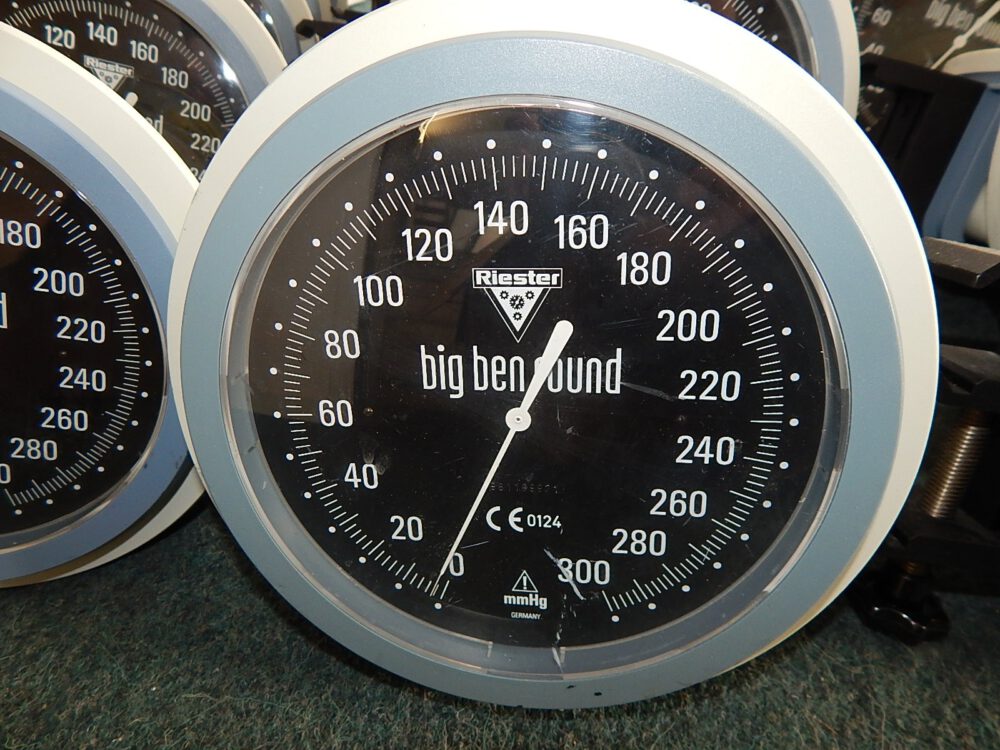 120 140 160
Riester
180
200
220
180
200
220
240
260
280
140
120 160
Riester
100 180
big ben sound
80 200
60 220
40 240
20 260
CE 0124
0 300 280
mmHg
GERMANY
60
big ben